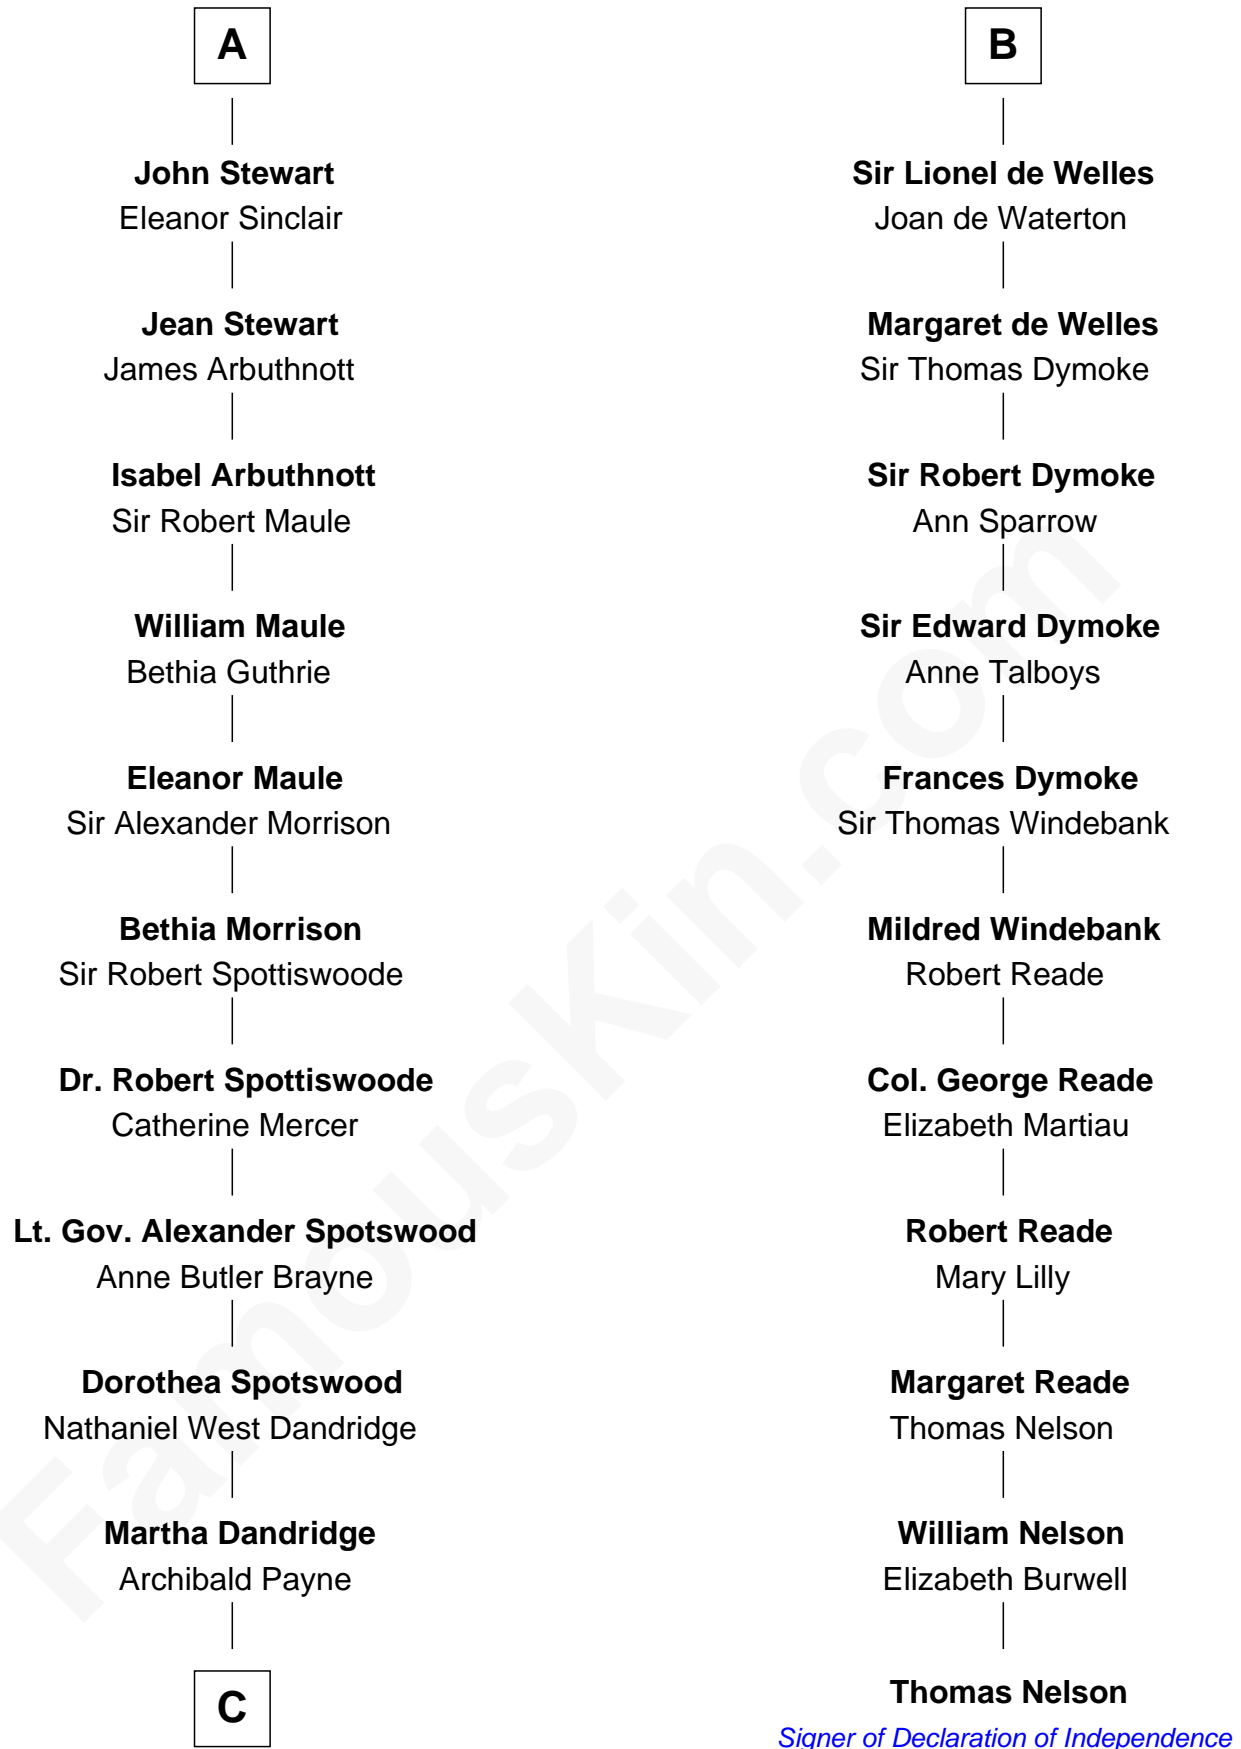 A
John Stewart
Eleanor Sinclair
Jean Stewart
James Arbuthnott
Isabel Arbuthnott
Sir Robert Maule
William Maule
Bethia Guthrie
Eleanor Maule
Sir Alexander Morrison
Bethia Morrison
Sir Robert Spottiswoode
Dr. Robert Spottiswoode
Catherine Mercer
Lt. Gov. Alexander Spotswood
Anne Butler Brayne
Dorothea Spotswood
Nathaniel West Dandridge
Martha Dandridge
Archibald Payne
C
B
Sir Lionel de Welles
Joan de Waterton
Margaret de Welles
Sir Thomas Dymoke
Sir Robert Dymoke
Ann Sparrow
Sir Edward Dymoke
Anne Talboys
Frances Dymoke
Sir Thomas Windebank
Mildred Windebank
Robert Reade
Col. George Reade
Elizabeth Martiau
Robert Reade
Mary Lilly
Margaret Reade
Thomas Nelson
William Nelson
Elizabeth Burwell
Thomas Nelson
Signer of Declaration of Independence
FamousKin.com